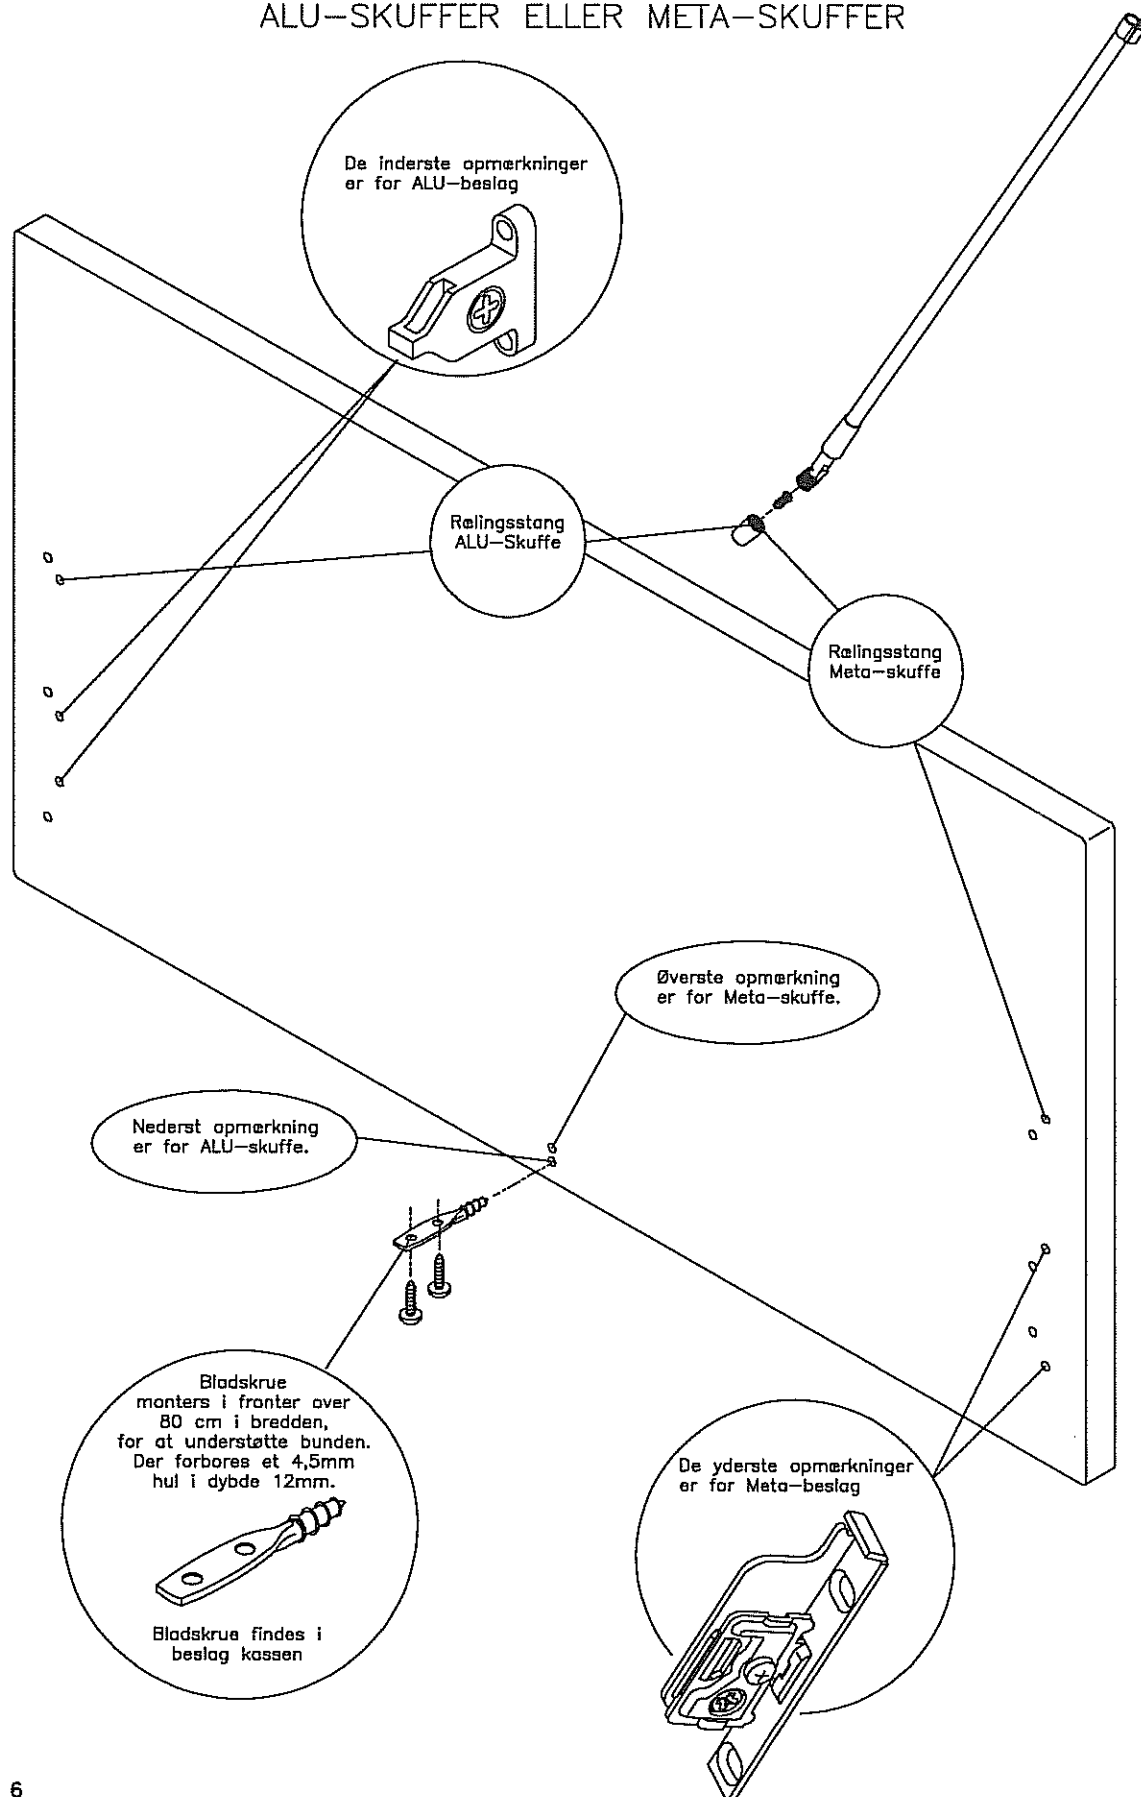 ALU-SKUFFER ELLER META-SKUFFER
De inderste opmærkninger
er for ALU-beslag
Rælingsstang
ALU-Skuffe
Rælingsstang
Meta-skuffe
Øverste opmærkning
er for Meta-skuffe.
Nederst opmærkning
er for ALU-skuffe.
Bladskrue
monters i fronter over
80 cm i bredden,
for at understøtte bunden.
Der forbores et 4,5mm
hul i dybde 12mm.
Bladskrue findes i
beslag kassen
De yderste opmærkninger
er for Meta-beslag
6